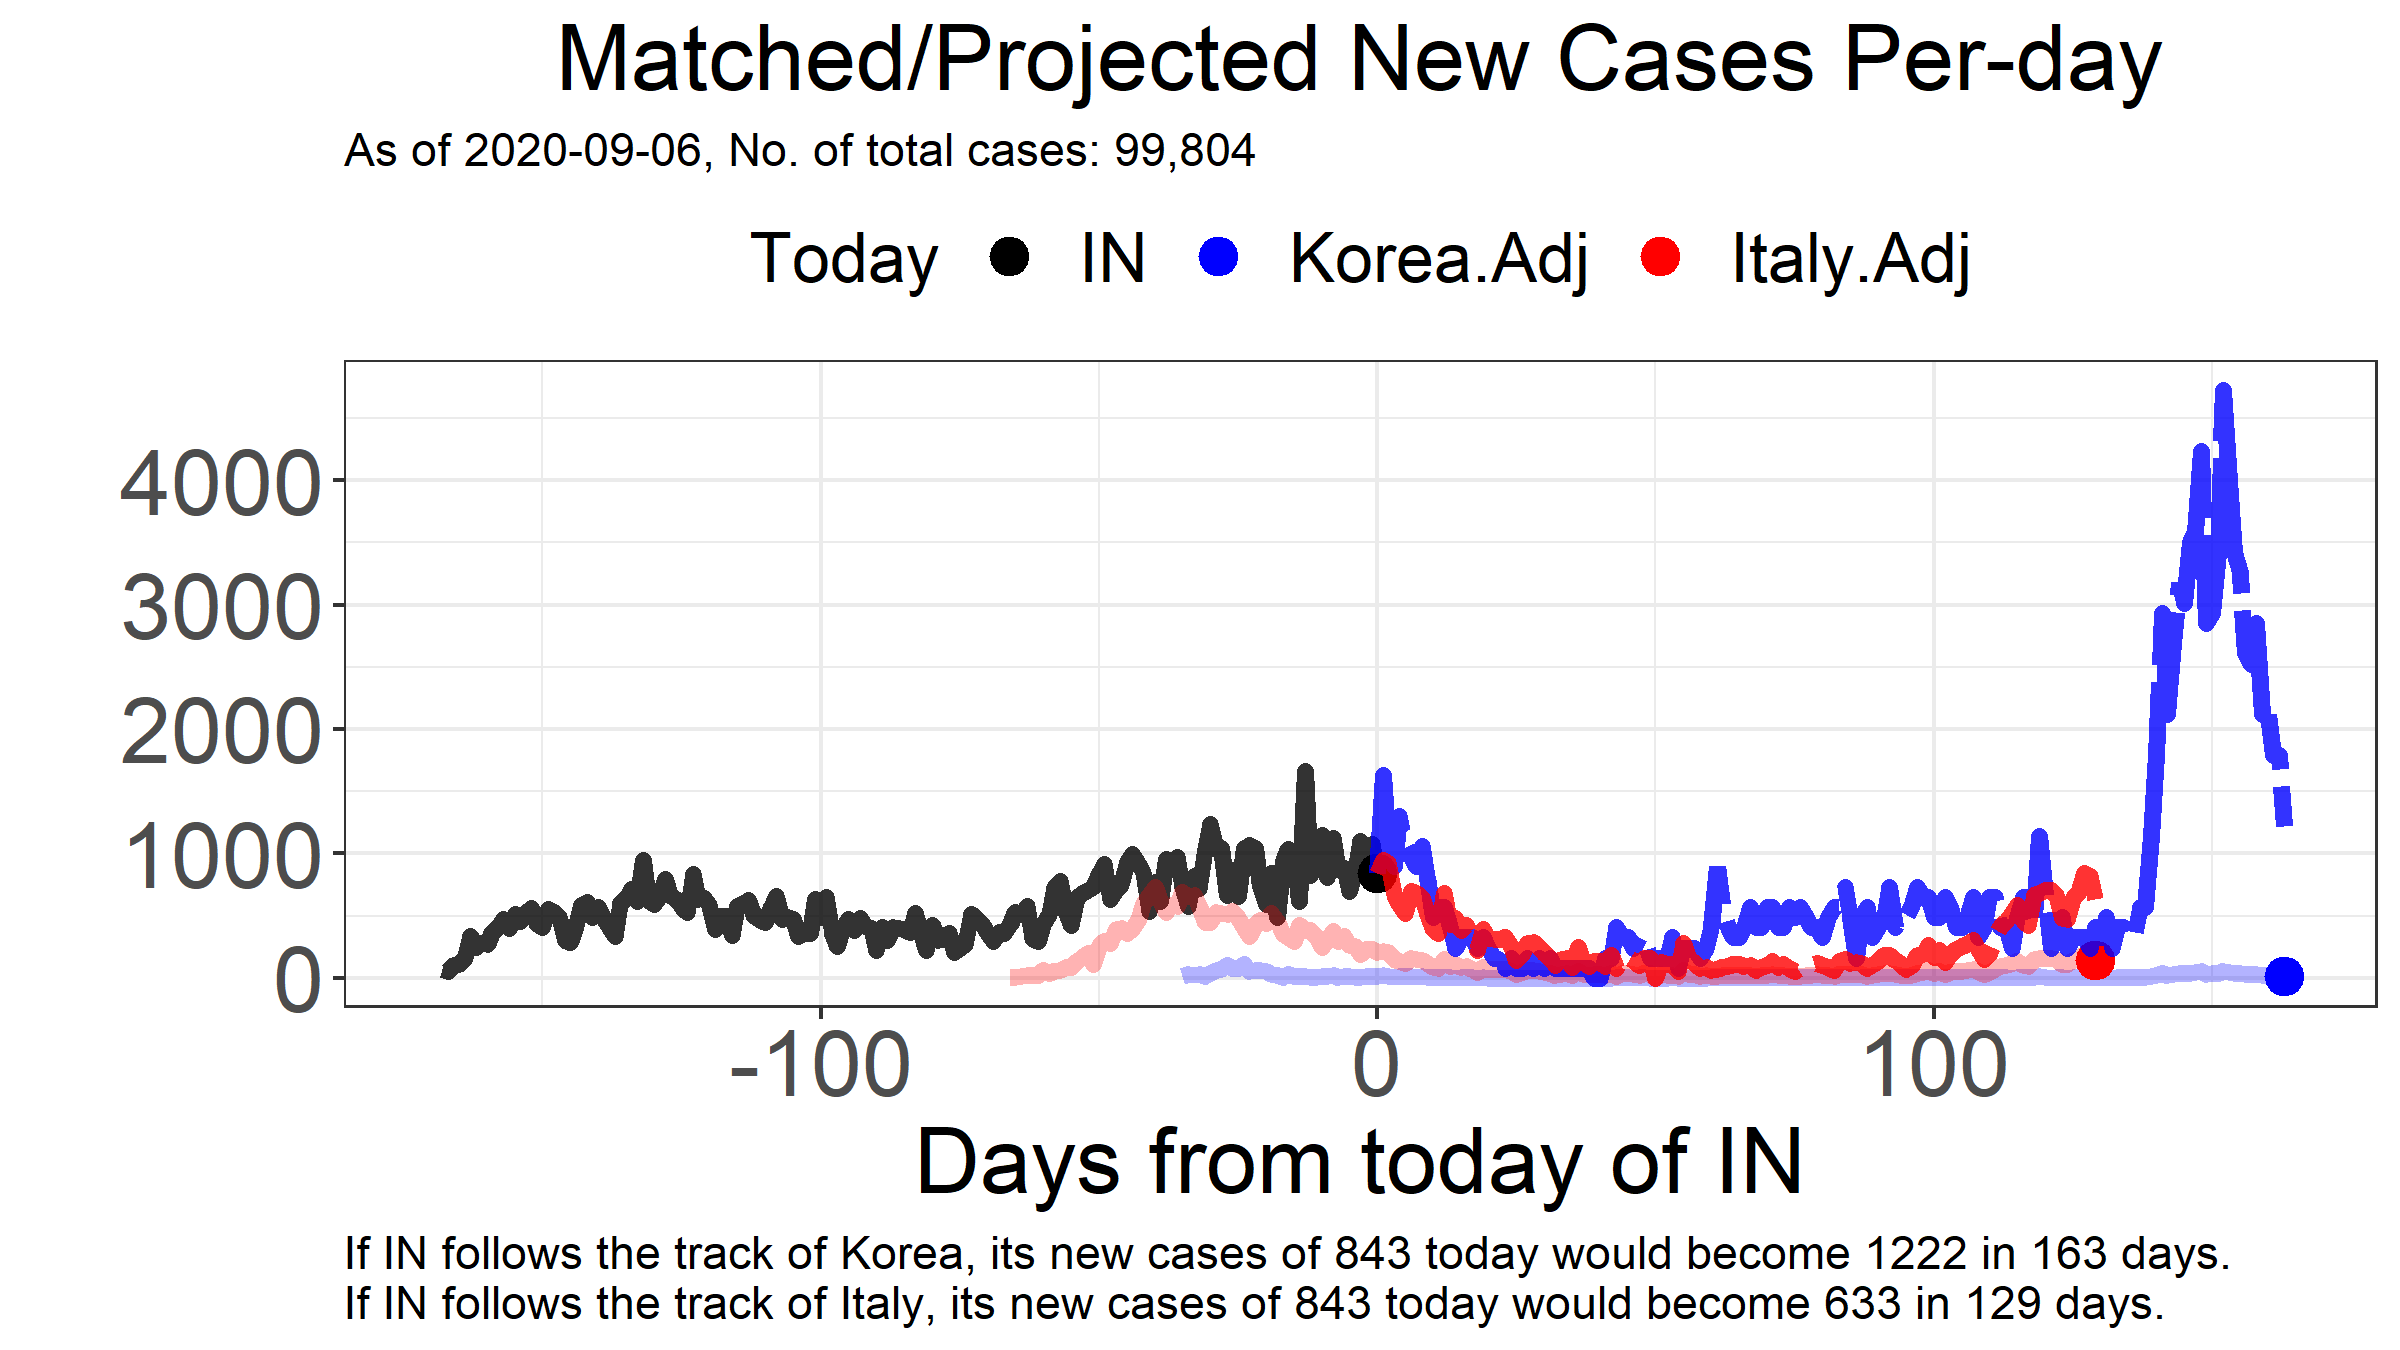 Matched/Projected New Cases Per-day
As of 2020-09-06, No. of total cases: 99,804
Today IN Korea.Adj Italy.Adj
4000
3000
2000
1000
0
-100 0 100
Days from today of IN
If IN follows the track of Korea, its new cases of 843 today would become 1222 in 163 days.
If IN follows the track of Italy, its new cases of 843 today would become 633 in 129 days.